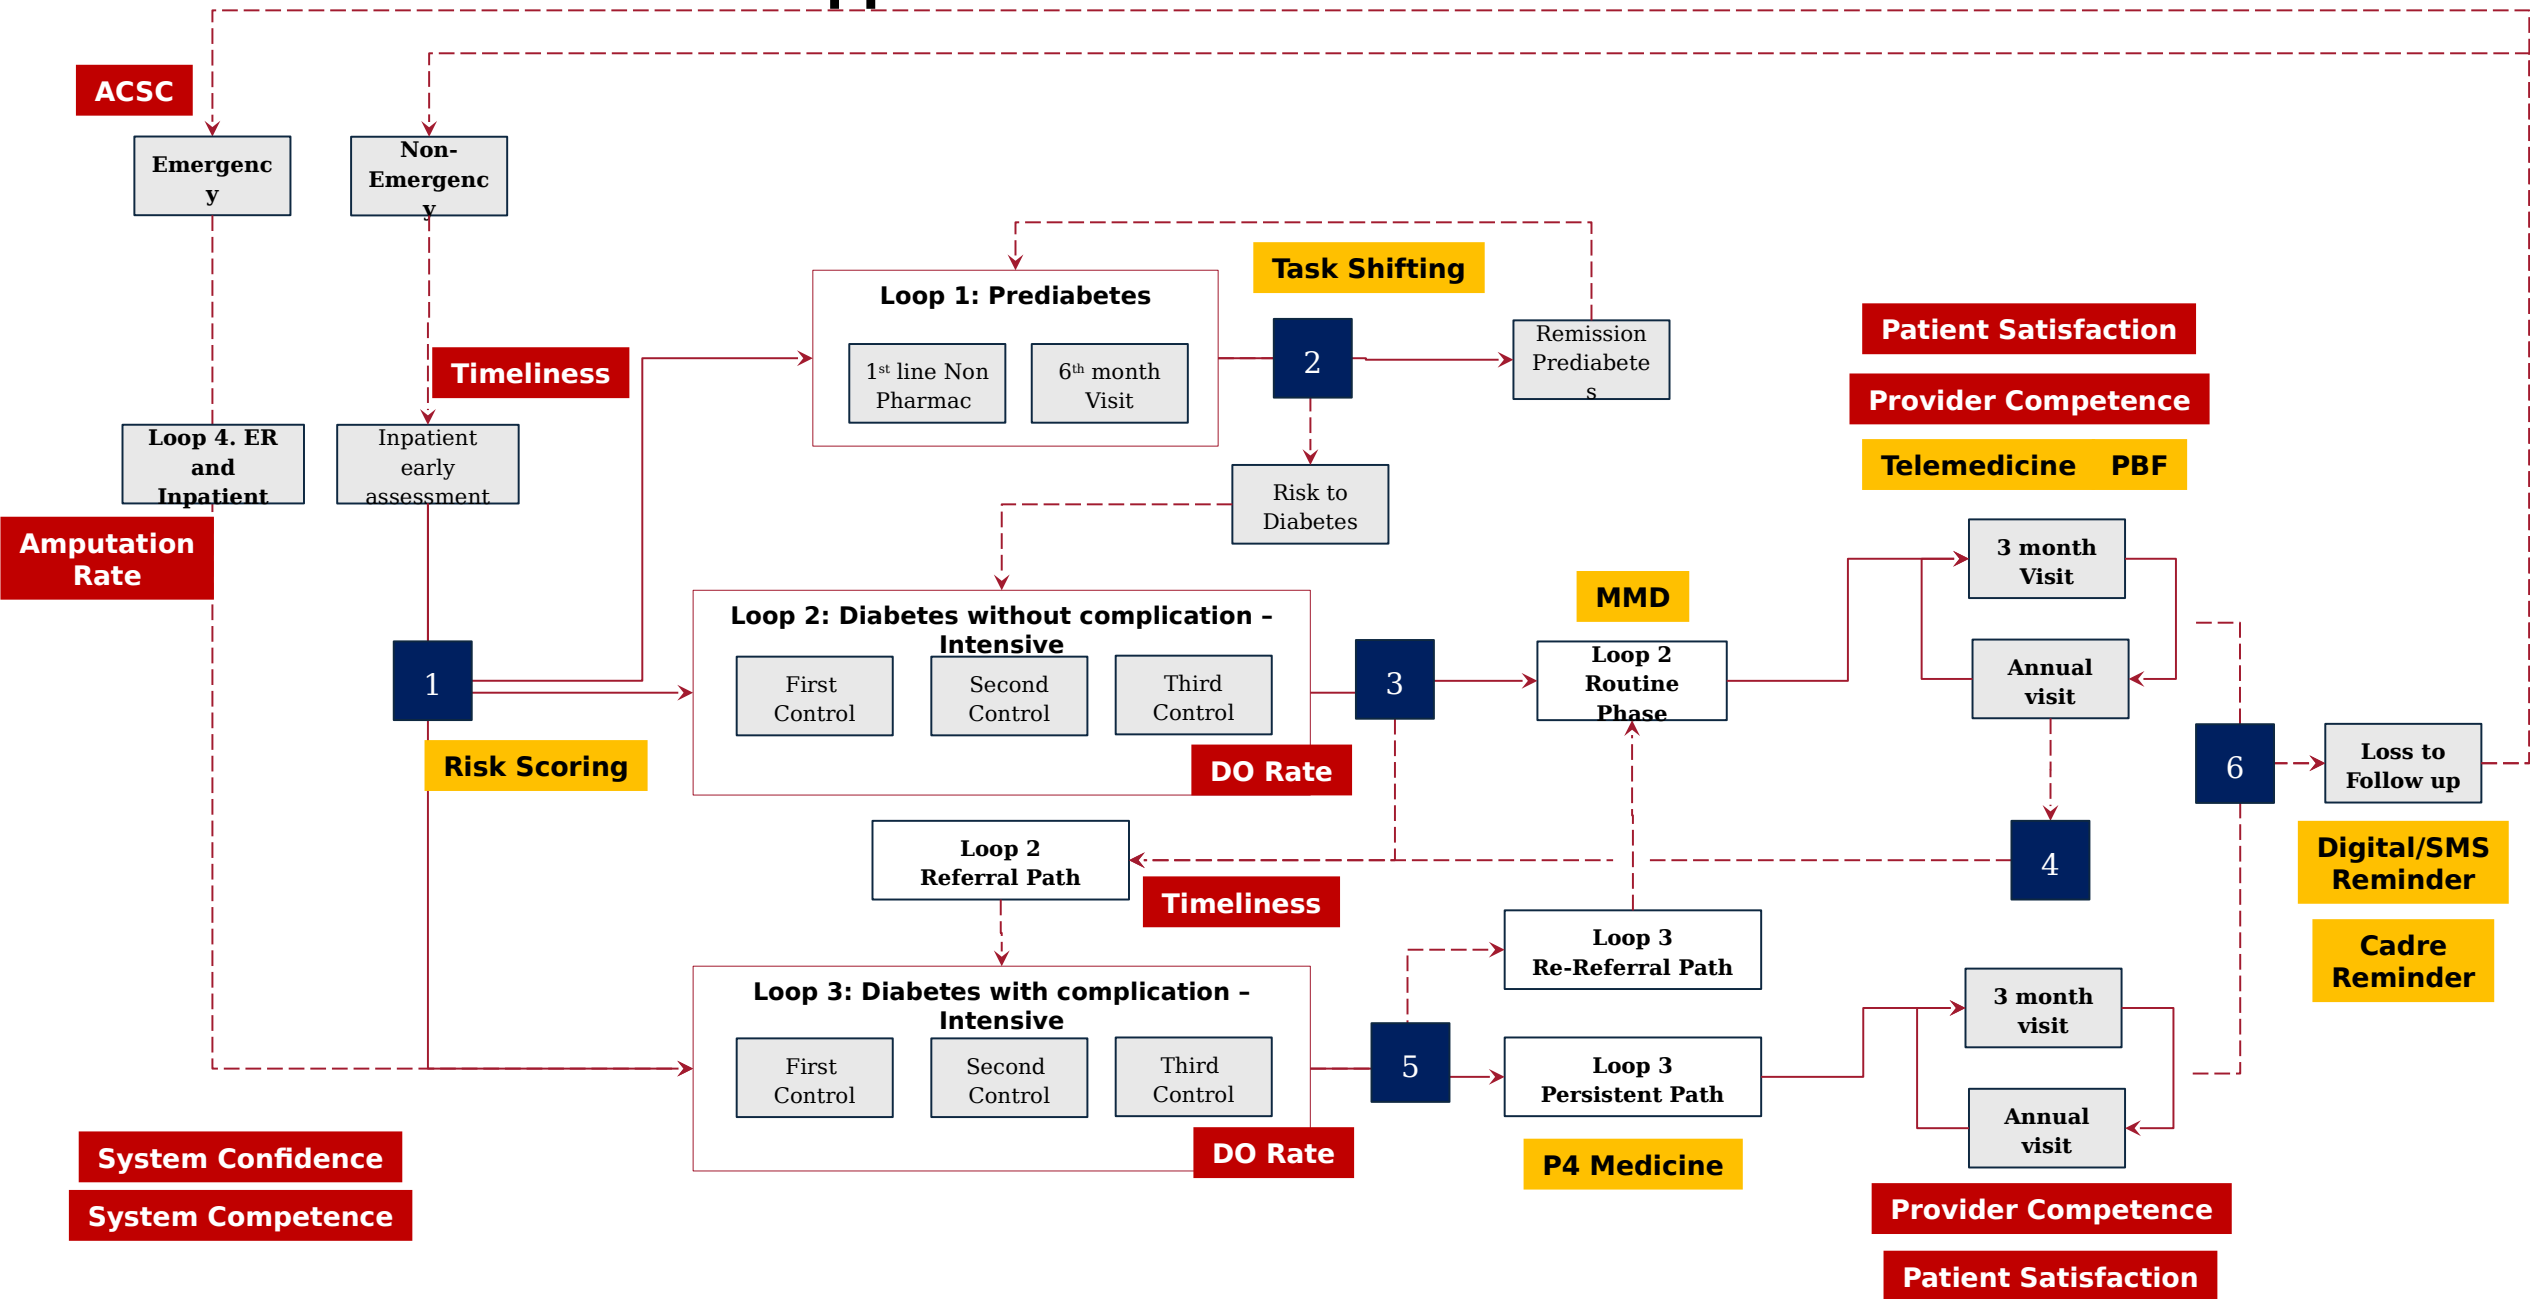 ACSC
Emergenc
y
Non-
Emergenc
y
Timeliness
Loop 4. ER
and
Inpatient
Inpatient
early
assessment
Amputation
Rate
1
Risk Scoring
Loop 1: Prediabetes
1st line Non
Pharmac
6th month
Visit
Task Shifting
2
Remission
Prediabete
s
Risk to
Diabetes
Loop 2: Diabetes without complication –
Intensive
First
Control
Second
Control
Third
Control
DO Rate
3
MMD
Loop 2
Routine
Phase
Patient Satisfaction
Provider Competence
Telemedicine PBF
3 month
Visit
Annual
visit
6
Loss to
Follow up
4
Digital/SMS
Reminder
Cadre
Reminder
Loop 2
Referral Path
Timeliness
Loop 3
Re-Referral Path
Loop 3: Diabetes with complication –
Intensive
First
Control
Second
Control
Third
Control
DO Rate
5
Loop 3
Persistent Path
P4 Medicine
3 month
visit
Annual
visit
Provider Competence
Patient Satisfaction
System Confidence
System Competence